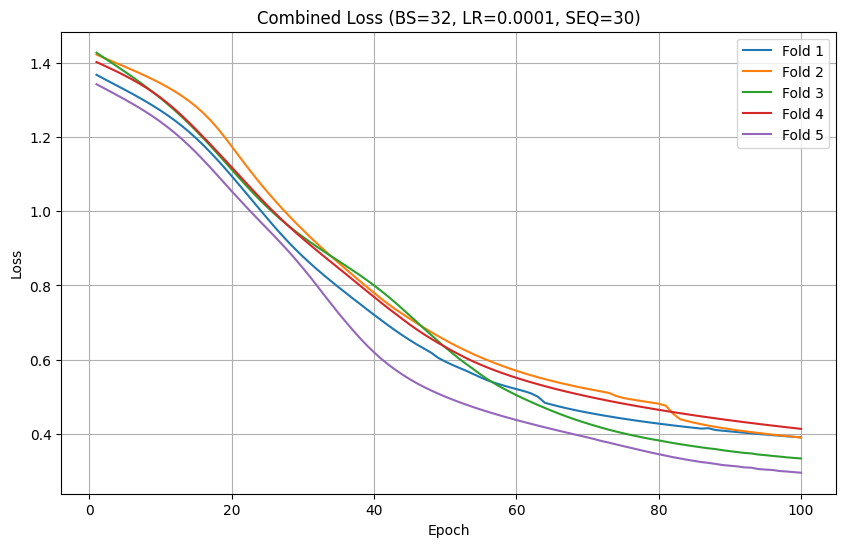 Combined Loss (BS=32, LR=0.0001, SEQ=30)
Fold 1
Fold 2
Fold 3
Fold 4
Fold 5
Loss
1.4
1.2
1.0
0.8
0.6
0.4
0 20 40 60 80 100
Epoch